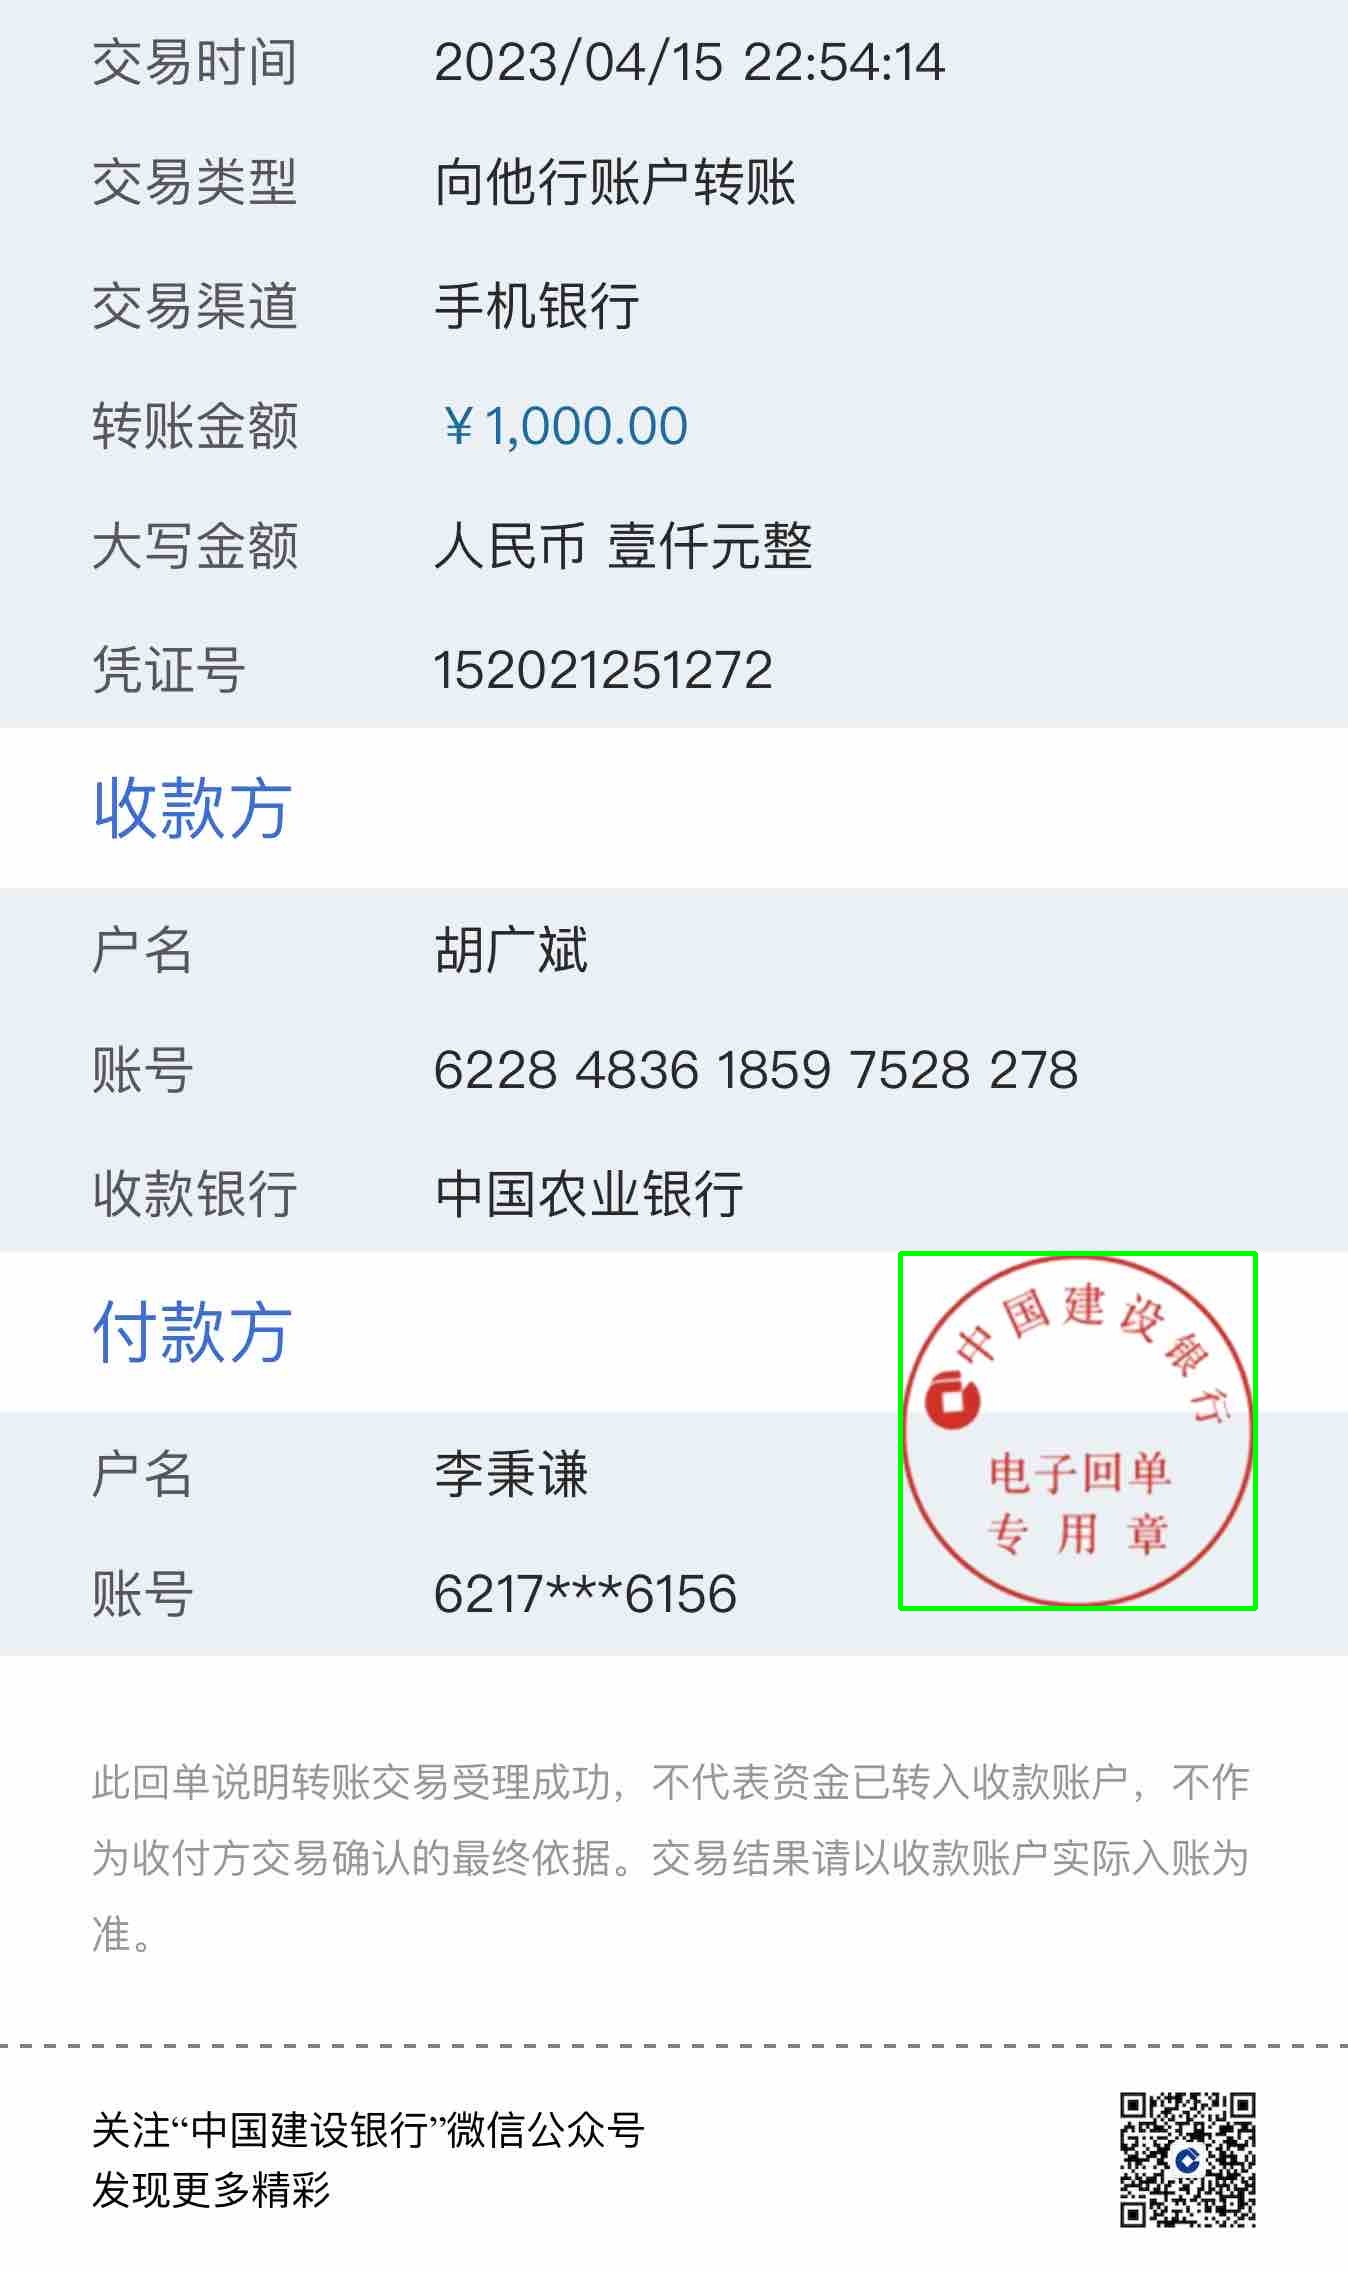 交易时间 2023/04/15 22:54:14
交易类型 向他行账户转账
交易渠道 手机银行
转账金额 ￥1,000.00
大写金额 人民币 壹仟元整
凭证号 152021251272
收款方
户名 胡广斌
账号 6228 4836 1859 7528 278
收款银行 中国农业银行
付款方
中国建设银行
电子回单
专用章
户名 李秉谦
账号 6217***6156
此回单说明转账交易受理成功，不代表资金已转入收款账户，不作
为收付方交易确认的最终依据。交易结果请以收款账户实际入账为
准。
关注“中国建设银行”微信公众号
发现更多精彩